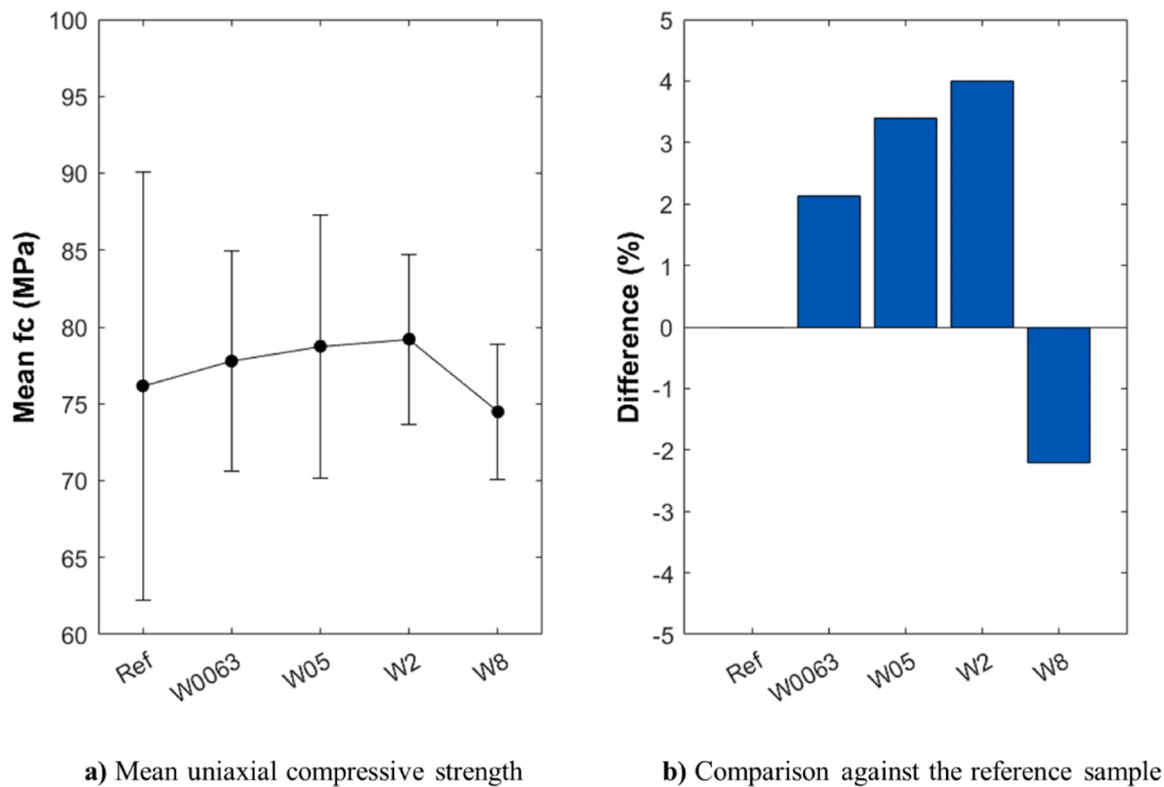 100
95
90
85
80
75
70
65
60
Mean fc (MPa)
Ref
W0063
W05
W2
W8
a) Mean uniaxial compressive strength
5
4
3
2
1
0
-1
-2
-3
-4
-5
Difference (%)
Ref
W0063
W05
W2
W8
b) Comparison against the reference sample